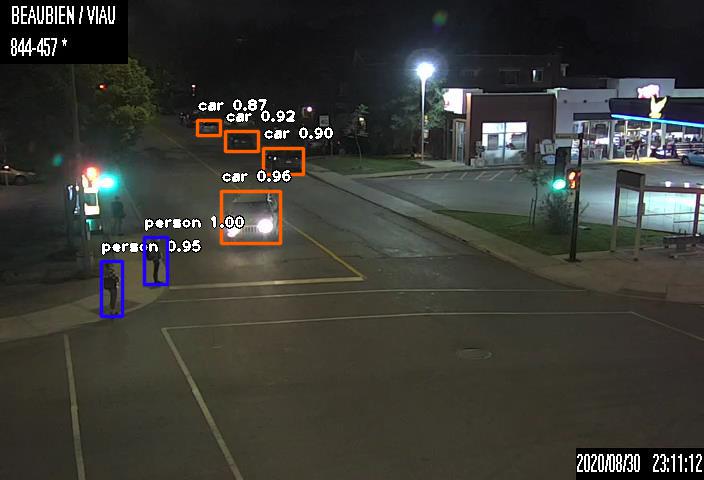 BEAUBIEN / VIAU
844-457 *
car 0.87
car 0.92
car 0.90
car 0.96
person 1.00
person 0.95
2020/08/30 23:11:12